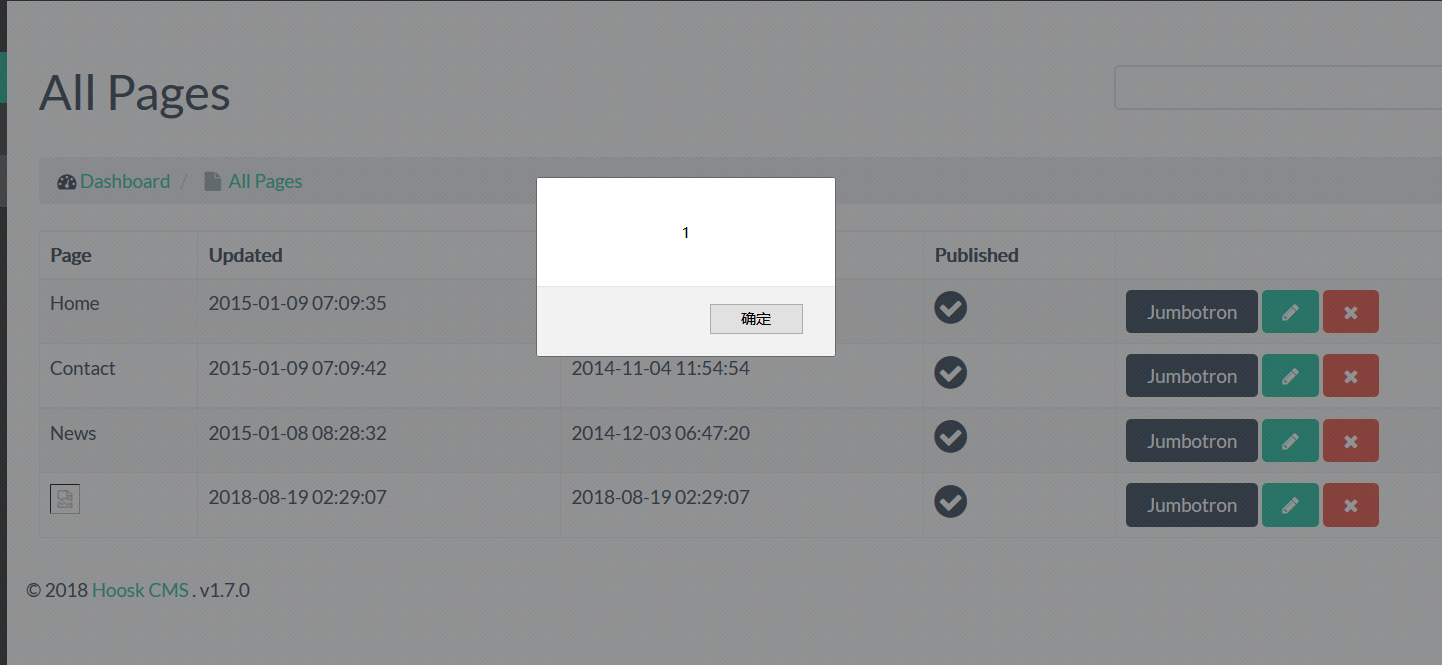 All Pages
Dashboard / All Pages
1
确定
Page Updated Published
Home 2015-01-09 07:09:35 Jumbotron
Contact 2015-01-09 07:09:42 2014-11-04 11:54:54 Jumbotron
News 2015-01-08 08:28:32 2014-12-03 06:47:20 Jumbotron
2018-08-19 02:29:07 2018-08-19 02:29:07 Jumbotron
© 2018 Hoosk CMS . v1.7.0